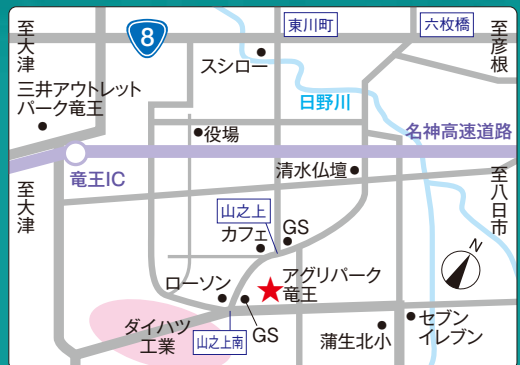 至大津
8
東川町
六枚橋
至彦根
スシロー
三井アウトレット
パーク竜王
日野川
役場
名神高速道路
竜王IC
清水仏壇
至大津
至八日市
山之上
カフェ
GS
N
ローソン
アグリパーク
竜王
ダイハツ
工業
山之上南
GS
蒲生北小
セブン
イレブン